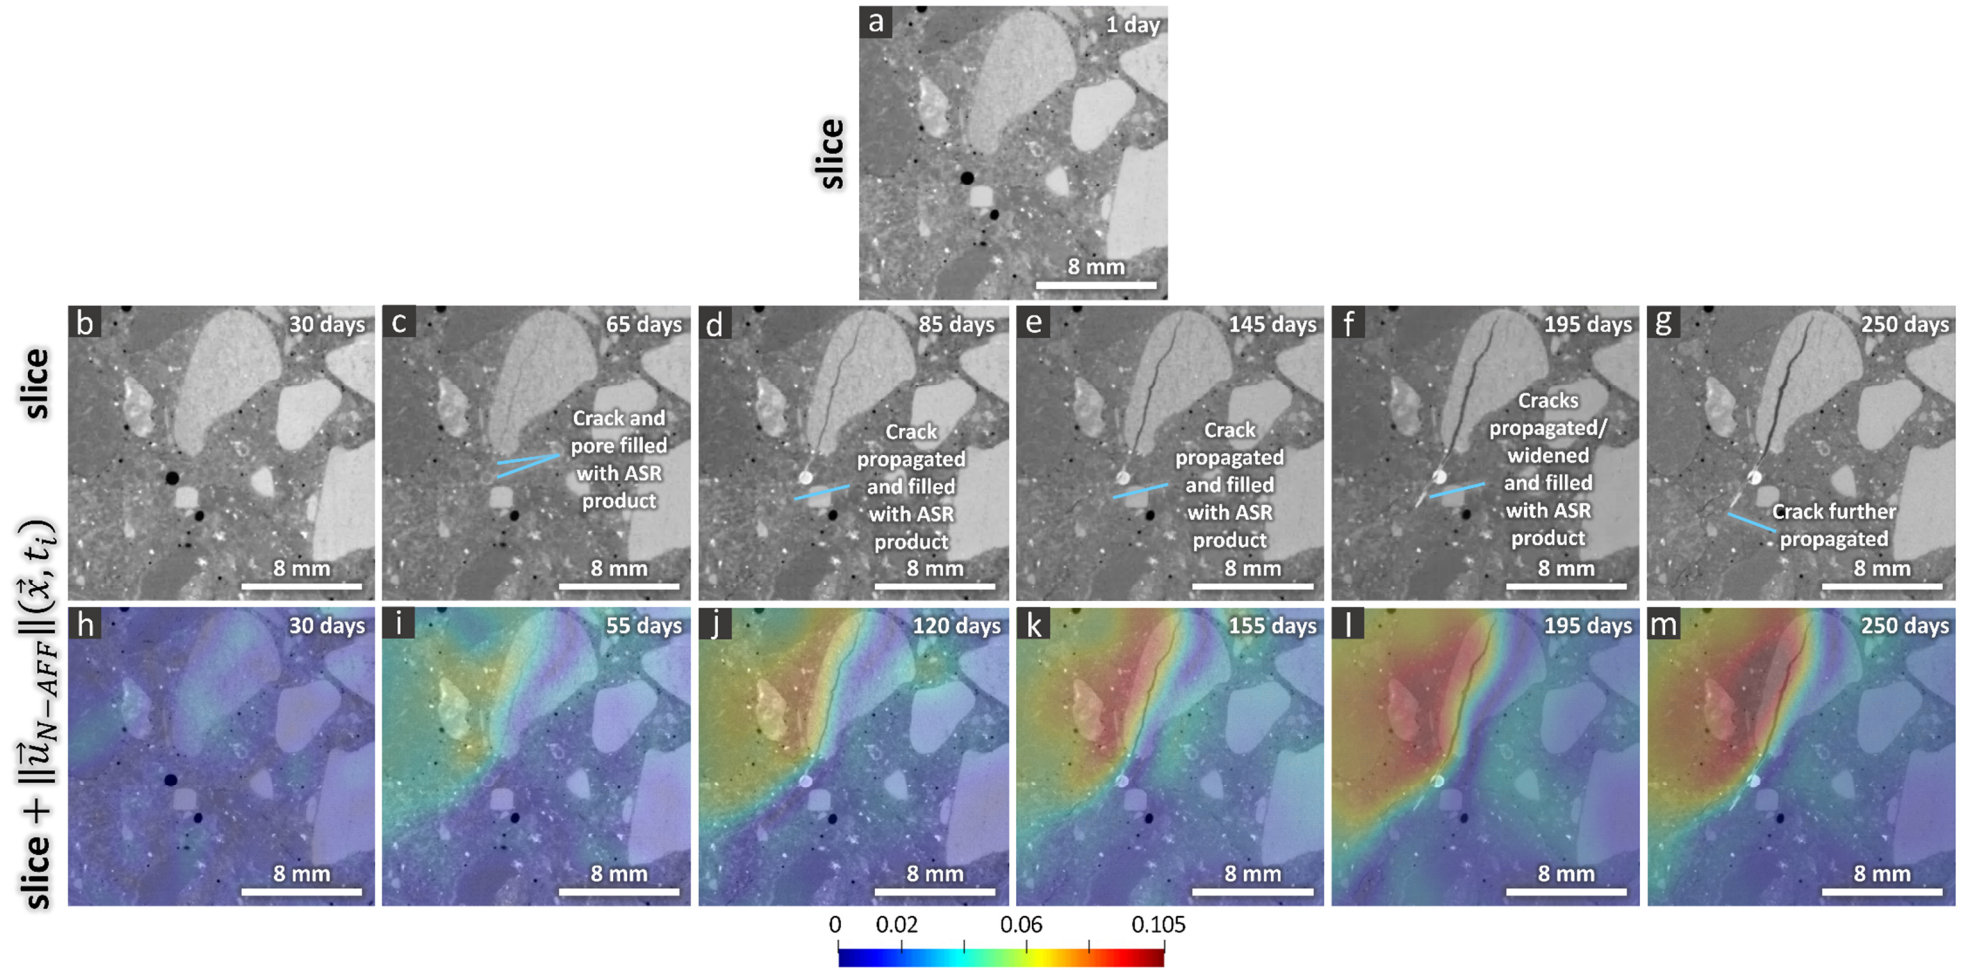 a
1 day
slice
8 mm
b
30 days
c
65 days
d
85 days
e
145 days
f
195 days
g
250 days
slice
Crack and
pore filled
with ASR
product
Crack
propagated
and filled
with ASR
product
Crack
propagated
and filled
with ASR
product
Cracks
propagated/
widened
and filled
with ASR
product
Crack further
propagated
8 mm
8 mm
8 mm
8 mm
8 mm
8 mm
slice + ||u⃗_{N−AFF}||(x⃗, t_i)
h
30 days
i
55 days
j
120 days
k
155 days
l
195 days
m
250 days
8 mm
8 mm
8 mm
8 mm
8 mm
8 mm
0 0.02 0.06 0.105